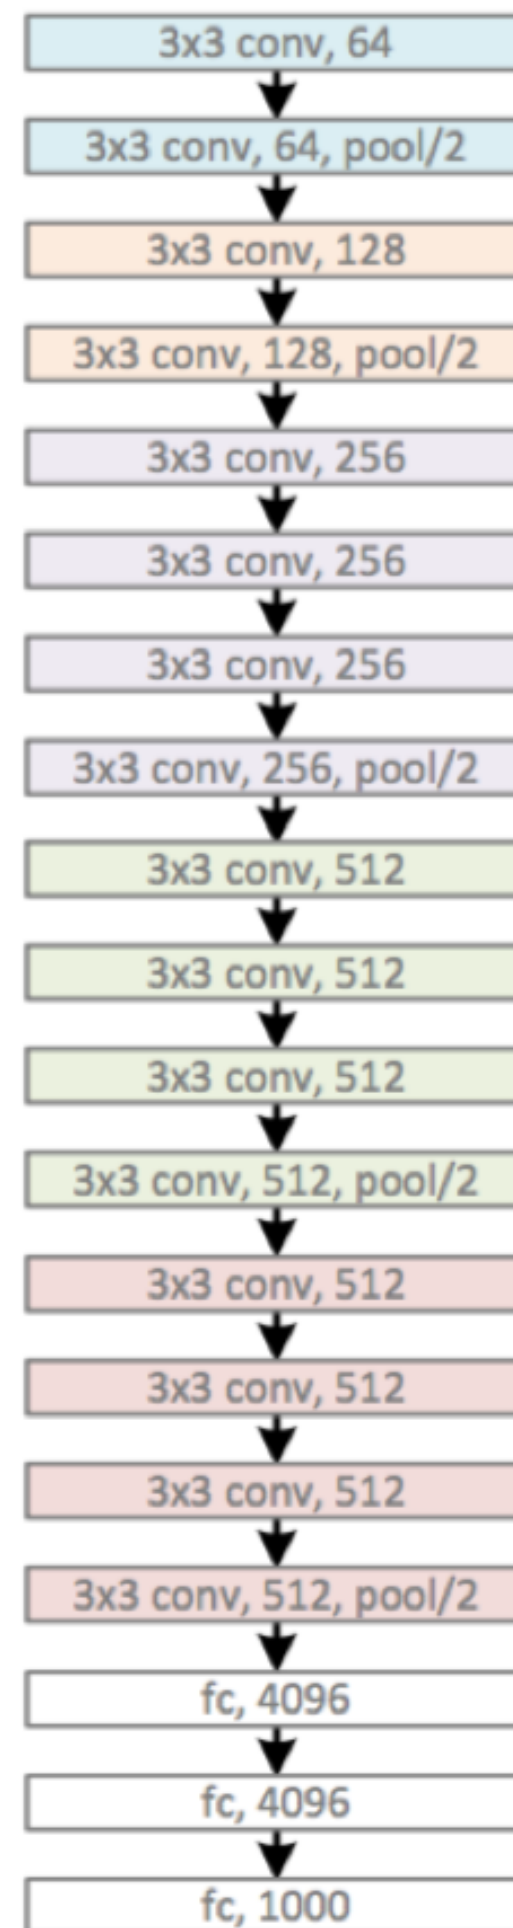 3x3 conv, 64
3x3 conv, 64, pool/2
3x3 conv, 128
3x3 conv, 128, pool/2
3x3 conv, 256
3x3 conv, 256
3x3 conv, 256
3x3 conv, 256, pool/2
3x3 conv, 512
3x3 conv, 512
3x3 conv, 512
3x3 conv, 512, pool/2
3x3 conv, 512
3x3 conv, 512
3x3 conv, 512
3x3 conv, 512, pool/2
fc, 4096
fc, 4096
fc, 1000